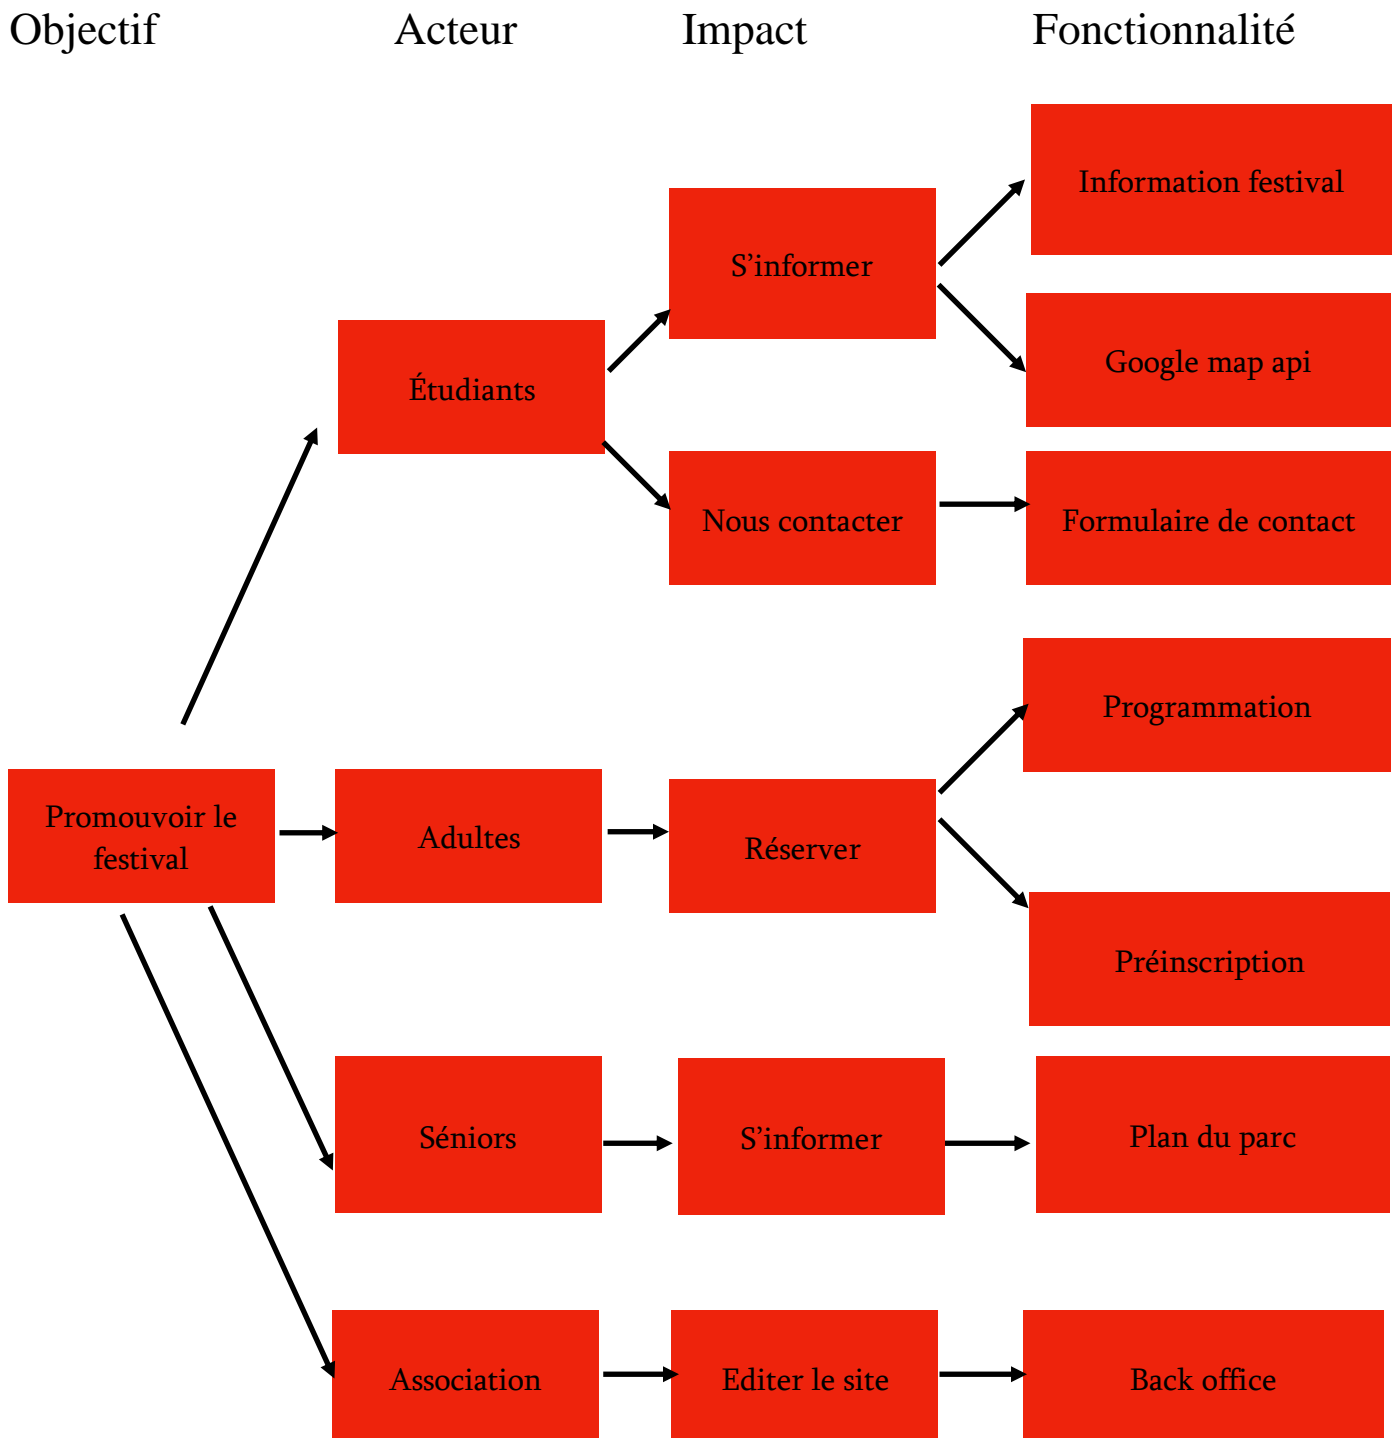 Objectif
Acteur
Impact
Fonctionnalité
Information festival
S’informer
Google map api
Étudiants
Nous contacter
Formulaire de contact
Programmation
Promouvoir le
festival
Adultes
Réserver
Préinscription
Séniors
S’informer
Plan du parc
Association
Editer le site
Back office